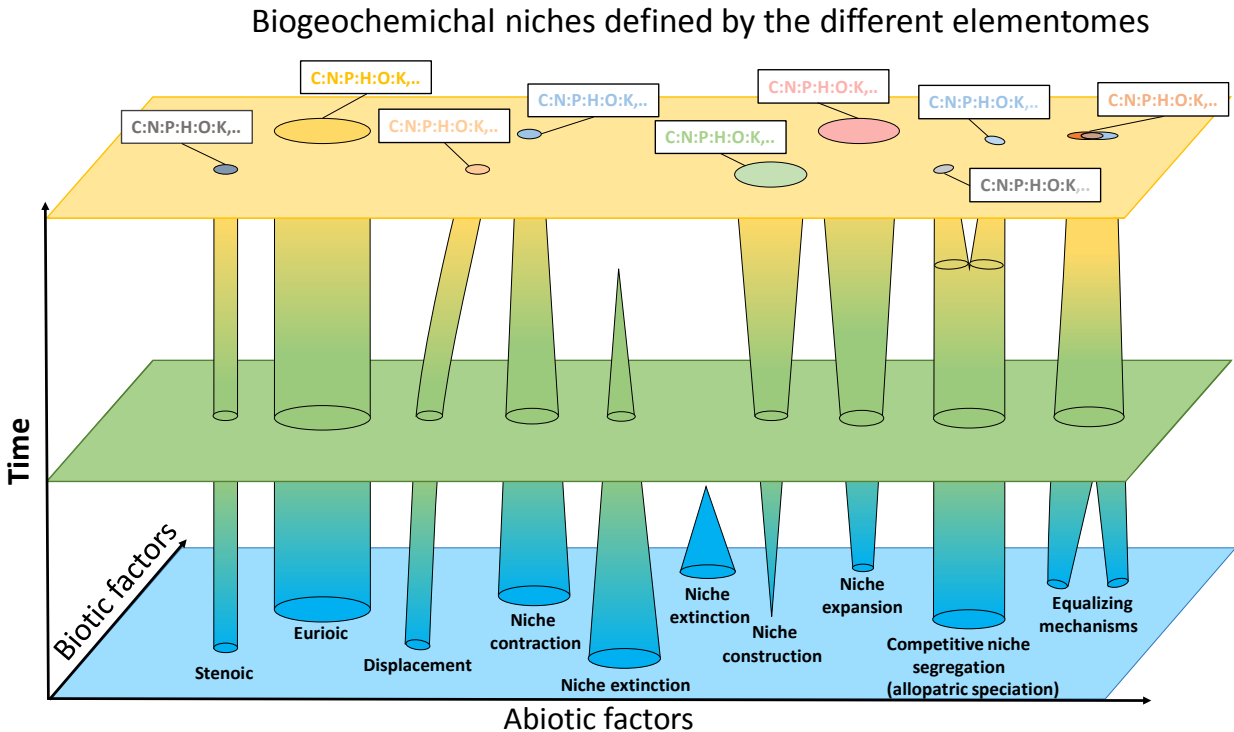 Biogeochemichal niches defined by the different elementomes
C:N:P:H:O:K,..
C:N:P:H:O:K,..
C:N:P:H:O:K,..
C:N:P:H:O:K,..
C:N:P:H:O:K,..
C:N:P:H:O:K,..
C:N:P:H:O:K,..
C:N:P:H:O:K,..
C:N:P:H:O:K,..
Time
Biotic factors
Stenoic
Eurioic
Displacement
Niche
contraction
Niche extinction
Niche
extinction
Niche
construction
Niche
expansion
Competitive niche
segregation
(allopatric speciation)
Equalizing
mechanisms
Abiotic factors